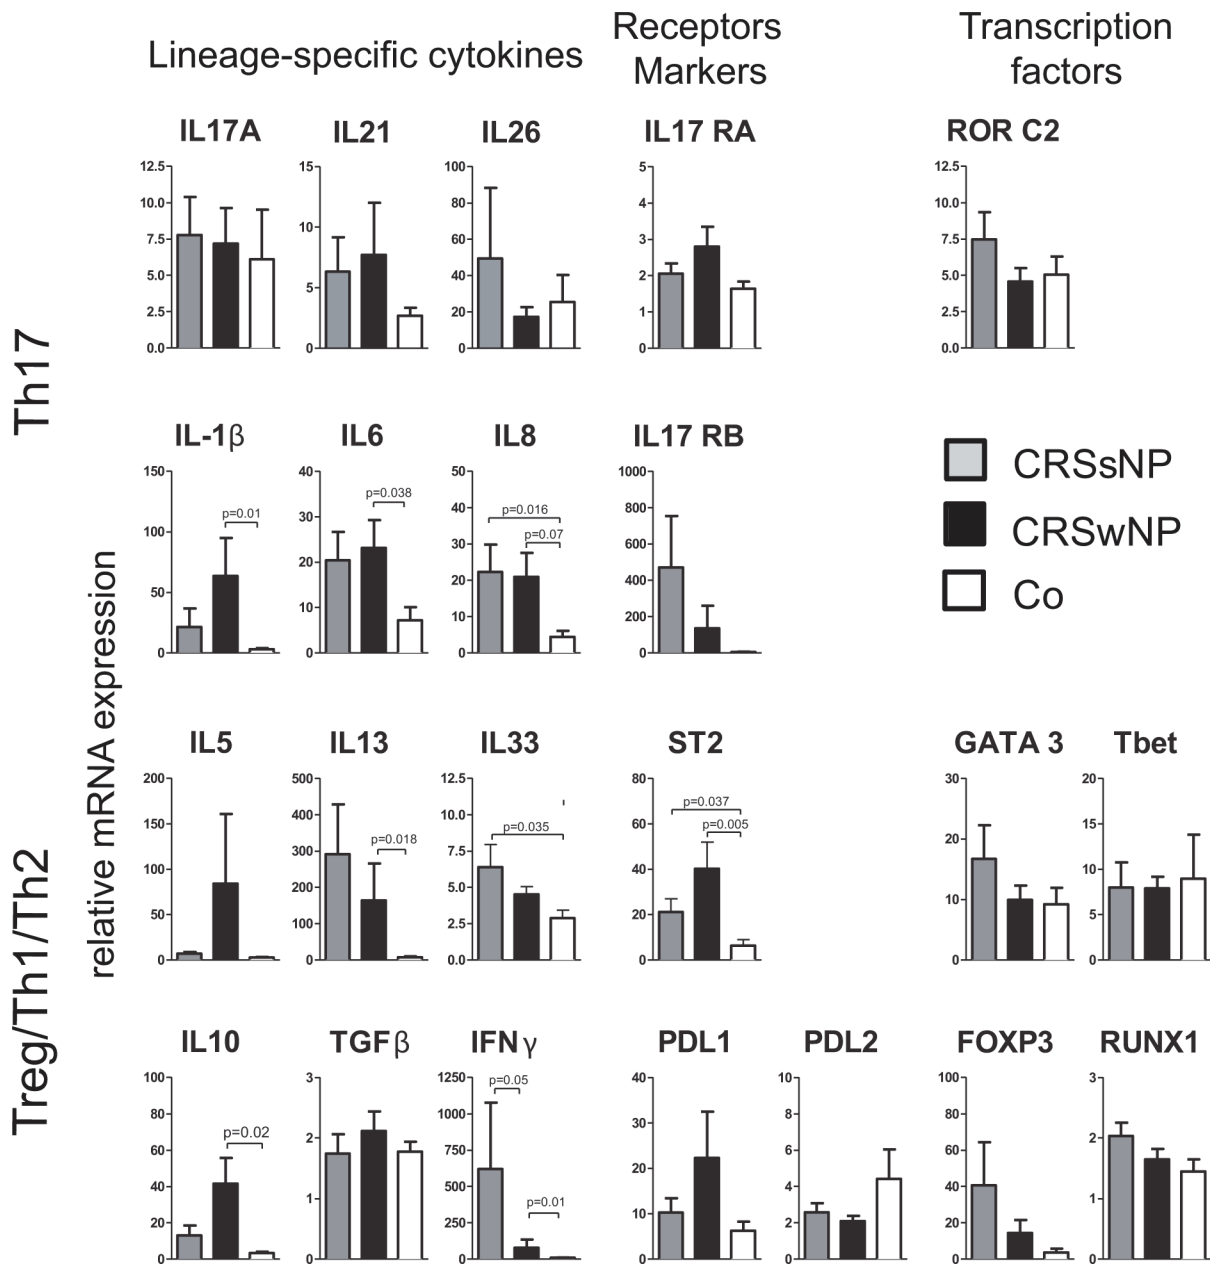 Lineage-specific cytokines
Receptors
Markers
Transcription
factors
Th17
Treg/Th1/Th2
relative mRNA expression
IL17A
12.5
10.0
7.5
5.0
2.5
0.0
IL21
15
10
5
0
IL26
100
80
60
40
20
0
IL17 RA
5
4
3
2
1
0
ROR C2
12.5
10.0
7.5
5.0
2.5
0.0
IL-1β
150
100
50
0
p=0.01
IL6
40
30
20
10
0
p=0.038
IL8
50
40
30
20
10
0
p=0.016
p=0.07
IL17 RB
1000
800
600
400
200
0
CRSsNP
CRSwNP
Co
IL5
200
150
100
50
0
IL13
500
400
300
200
100
0
p=0.018
IL33
12.5
10.0
7.5
5.0
2.5
0.0
p=0.035
ST2
80
60
40
20
0
p=0.037
p=0.005
GATA 3
30
20
10
0
Tbet
20
15
10
5
0
IL10
100
80
60
40
20
0
p=0.02
TGFβ
3
2
1
0
IFNγ
1250
1000
750
500
250
0
p=0.05
p=0.01
PDL1
40
30
20
10
0
PDL2
10
8
6
4
2
0
FOXP3
100
80
60
40
20
0
RUNX1
3
2
1
0